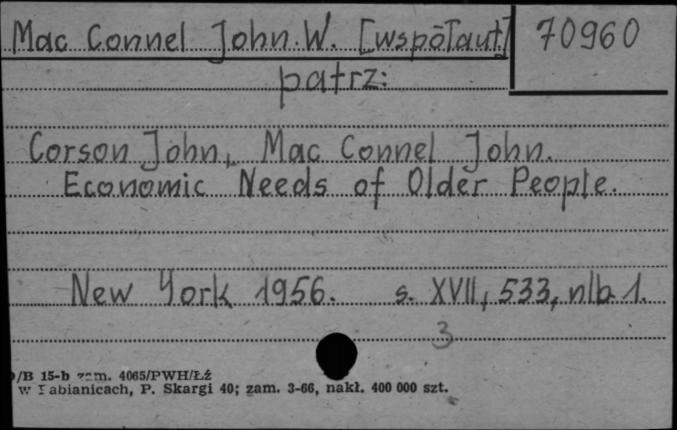 Mac Connel John.W. [współaut]
70960
patrz:
Corson John, Mac Connel John.
Economic Needs of Older People.
New York 1956. s. XVII, 533, nlb 1.
3
/B 15-b zam. 4065/PWH/Łź
w Pabianicach, P. Skargi 40; zam. 3-66, nakł. 400 000 szt.